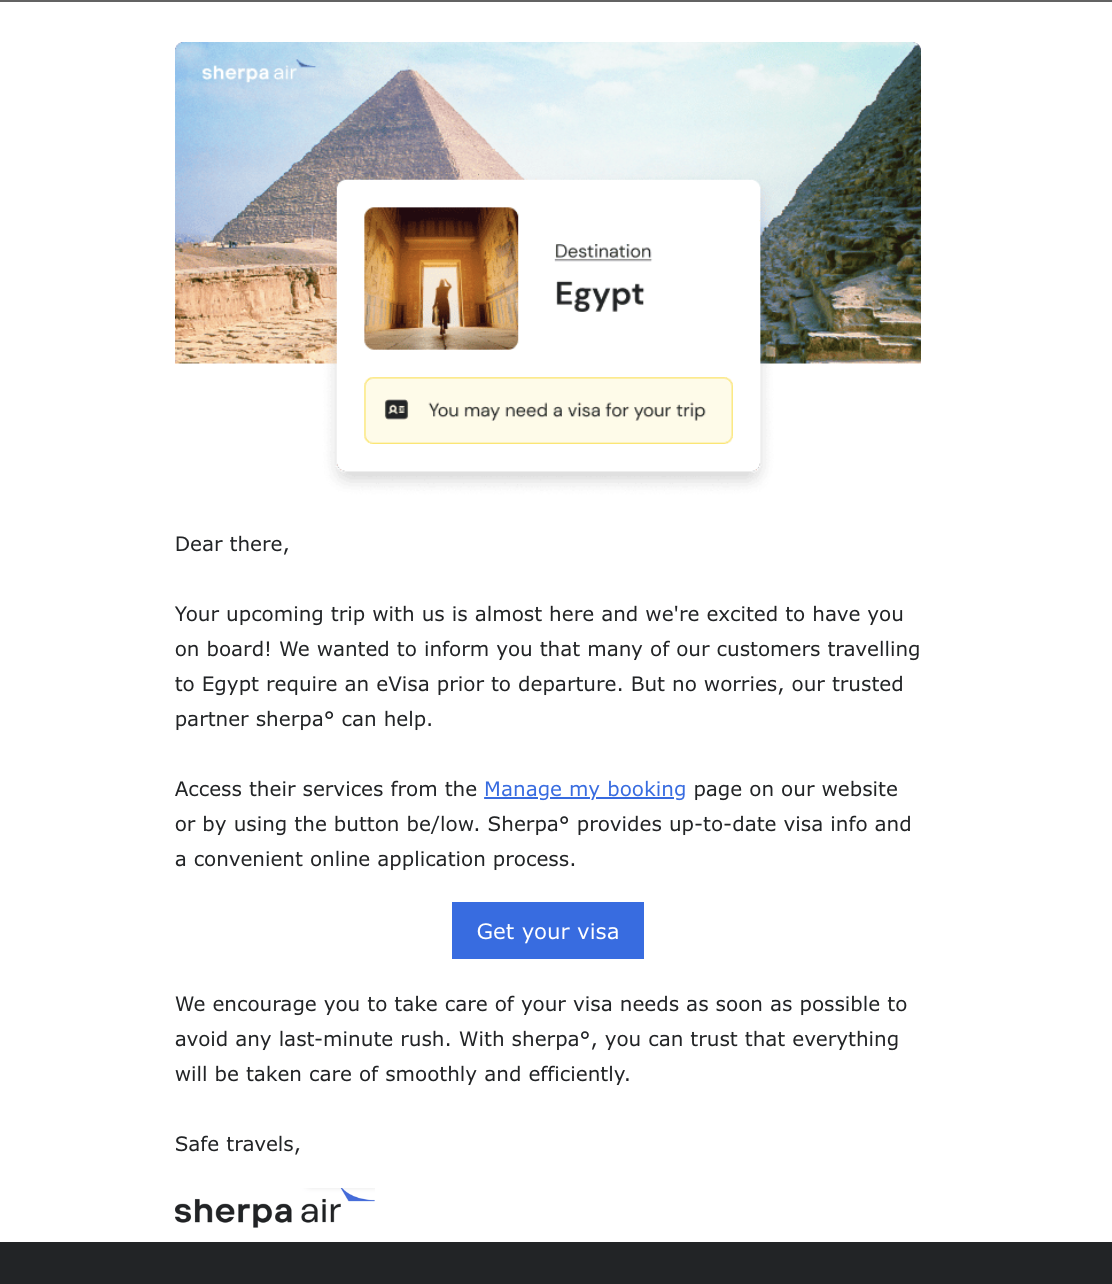 sherpa air
Destination
Egypt
You may need a visa for your trip
Dear there,
Your upcoming trip with us is almost here and we're excited to have you
on board! We wanted to inform you that many of our customers travelling
to Egypt require an eVisa prior to departure. But no worries, our trusted
partner sherpa° can help.
Access their services from the Manage my booking page on our website
or by using the button be/low. Sherpa° provides up-to-date visa info and
a convenient online application process.
Get your visa
We encourage you to take care of your visa needs as soon as possible to
avoid any last-minute rush. With sherpa°, you can trust that everything
will be taken care of smoothly and efficiently.
Safe travels,
sherpa air